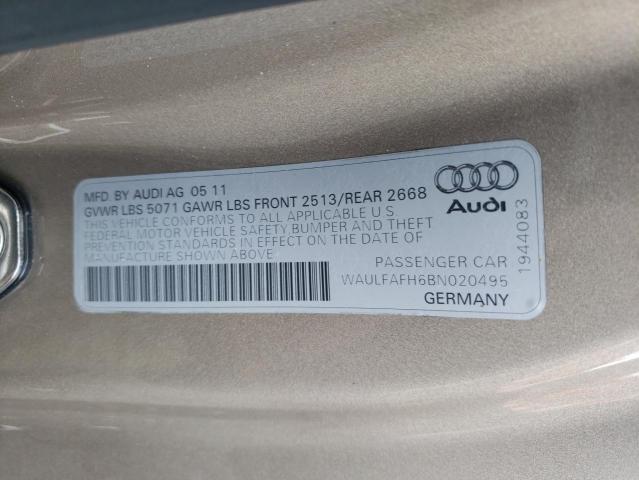 MFD. BY AUDI AG 05 11
GVWR LBS 5071 GAWR LBS FRONT 2513/REAR 2668
THIS VEHICLE CONFORMS TO ALL APPLICABLE U S
FEDERAL MOTOR VEHICLE SAFETY BUMPER AND THEFT
PREVENTION STANDARDS IN EFFECT ON THE DATE OF
MANUFACTURE SHOWN ABOVE
Audi
1944083
PASSENGER CAR
WAULFAFH6BN020495
GERMANY